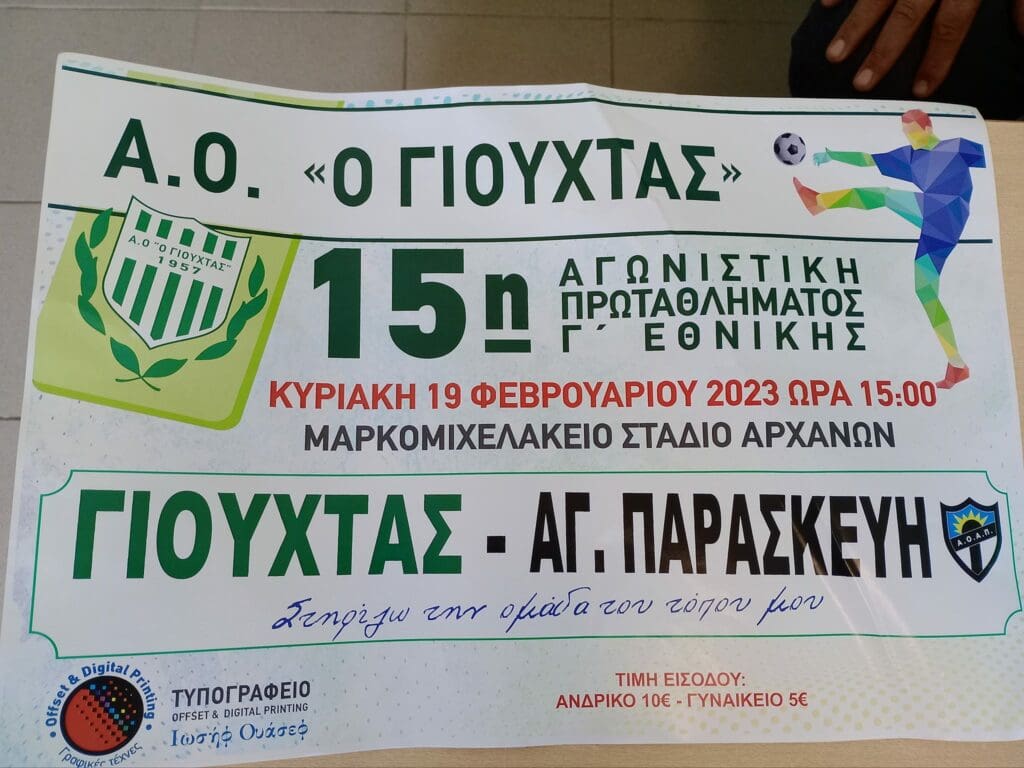 Α.Ο. «Ο ΓΙΟΥΧΤΑΣ»
Α.Ο "Ο ΓΙΟΥΧΤΑΣ"
1957
15η
ΑΓΩΝΙΣΤΙΚΗ
ΠΡΩΤΑΘΛΗΜΑΤΟΣ
Γ΄ ΕΘΝΙΚΗΣ
ΚΥΡΙΑΚΗ 19 ΦΕΒΡΟΥΑΡΙΟΥ 2023 ΩΡΑ 15:00
ΜΑΡΚΟΜΙΧΕΛΑΚΕΙΟ ΣΤΑΔΙΟ ΑΡΧΑΝΩΝ
ΓΙΟΥΧΤΑΣ - ΑΓ. ΠΑΡΑΣΚΕΥΗ
Α.Ο.Α.Π.
Στηρίζω την ομάδα του τόπου μου
Offset & Digital Printing
Γραφικές τέχνες
ΤΥΠΟΓΡΑΦΕΙΟ
OFFSET & DIGITAL PRINTING
Ιωσήφ Ουάσεφ
ΤΙΜΗ ΕΙΣΟΔΟΥ:
ΑΝΔΡΙΚΟ 10€ - ΓΥΝΑΙΚΕΙΟ 5€